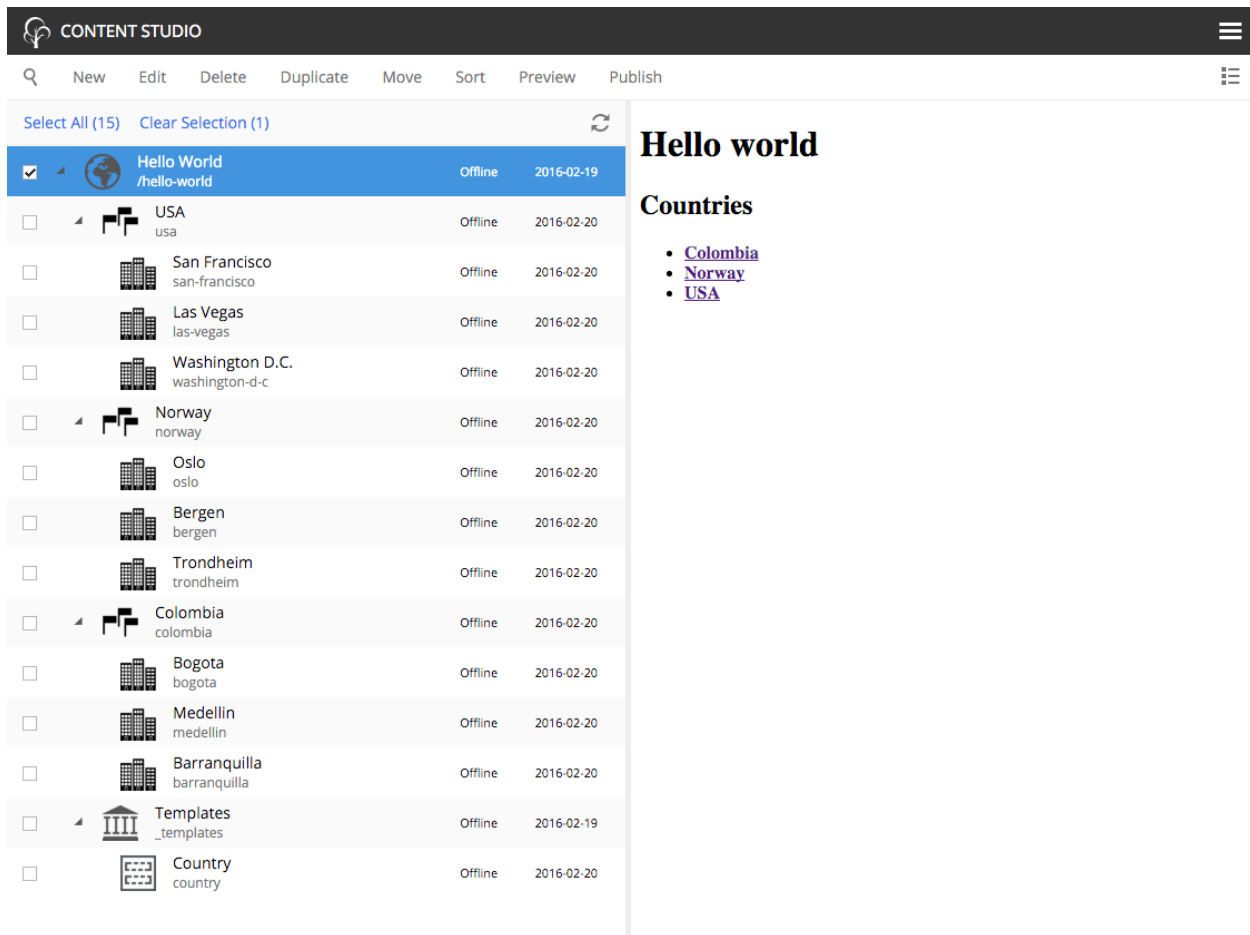 CONTENT STUDIO
New Edit Delete Duplicate Move Sort Preview Publish
Select All (15) Clear Selection (1)
Hello World
/hello-world
Offline 2016-02-19
USA
usa
Offline 2016-02-20
San Francisco
san-francisco
Offline 2016-02-20
Las Vegas
las-vegas
Offline 2016-02-20
Washington D.C.
washington-d-c
Offline 2016-02-20
Norway
norway
Offline 2016-02-20
Oslo
oslo
Offline 2016-02-20
Bergen
bergen
Offline 2016-02-20
Trondheim
trondheim
Offline 2016-02-20
Colombia
colombia
Offline 2016-02-20
Bogota
bogota
Offline 2016-02-20
Medellin
medellin
Offline 2016-02-20
Barranquilla
barranquilla
Offline 2016-02-20
Templates
_templates
Offline 2016-02-19
Country
country
Offline 2016-02-20
Hello world
Countries
Colombia
Norway
USA